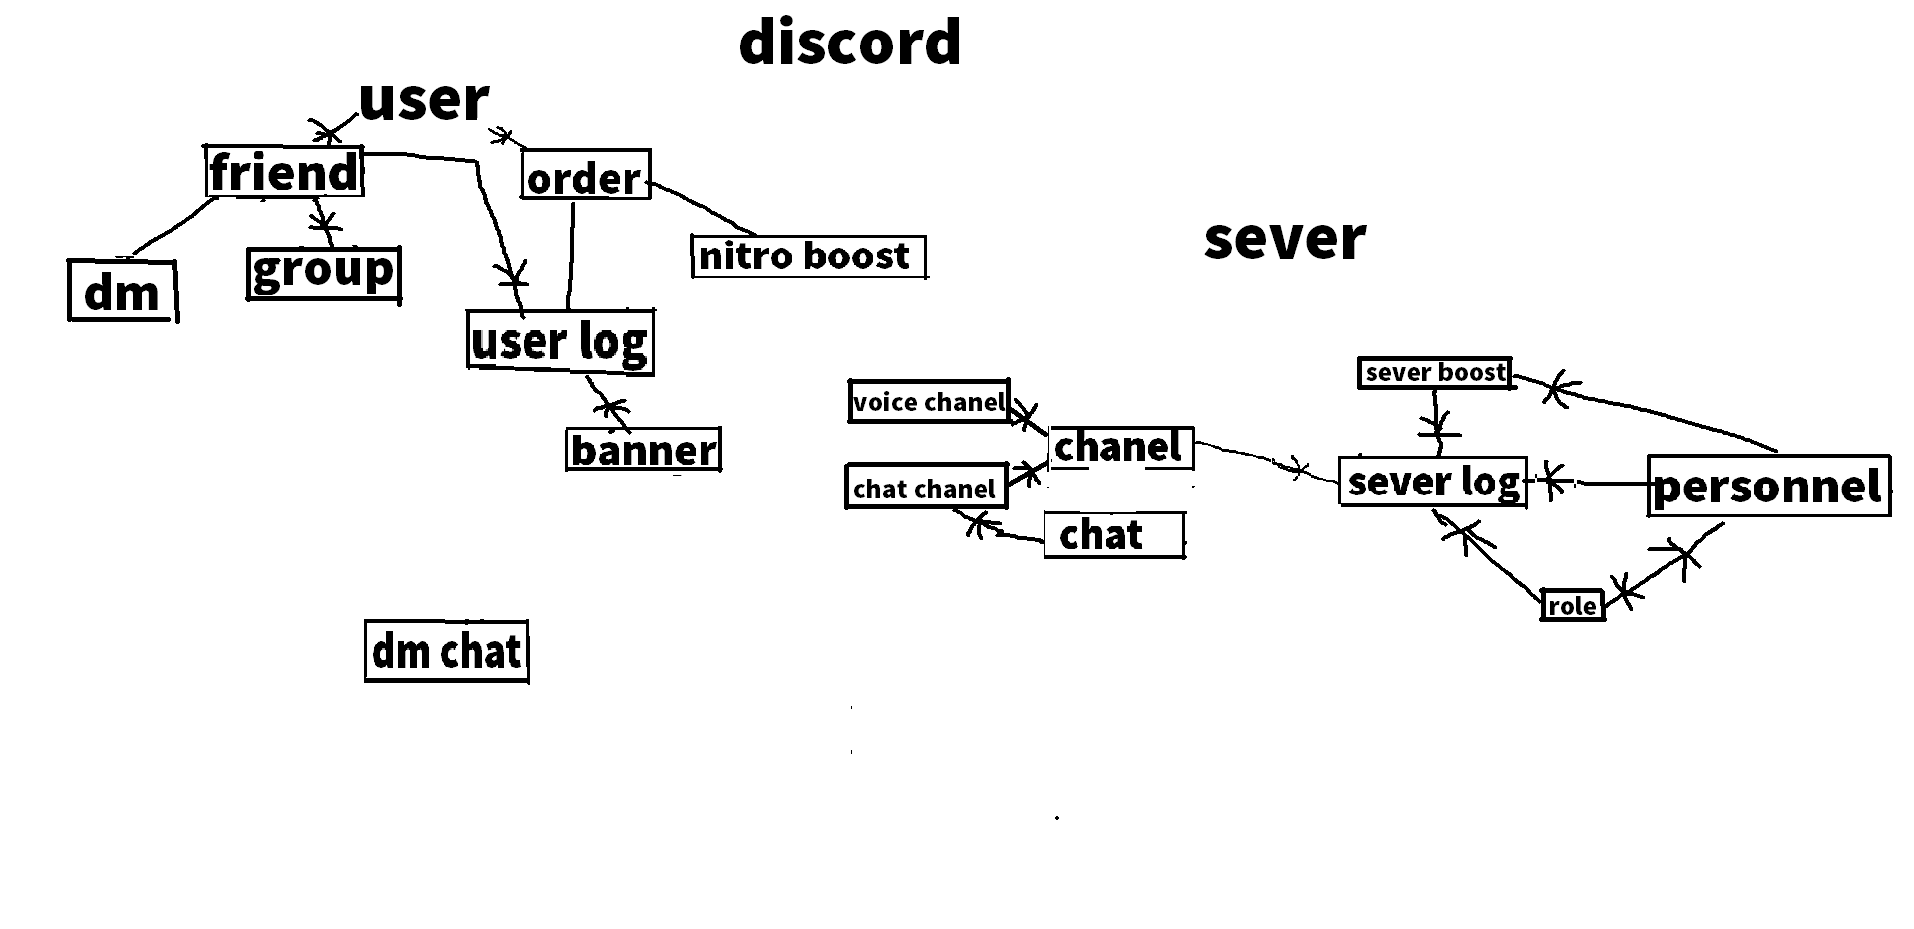 discord
user
friend
order
dm
group
nitro boost
user log
banner
dm chat
sever
sever boost
voice chanel
chanel
chat chanel
chat
sever log
personnel
role